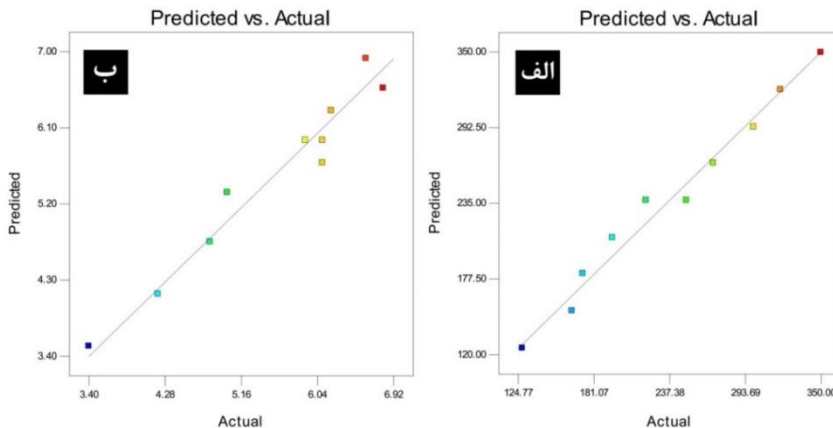 Predicted vs. Actual
ب
7.00
6.10
5.20
4.30
3.40
Predicted
3.40 4.28 5.16 6.04 6.92
Actual
Predicted vs. Actual
الف
350.00
292.50
235.00
177.50
120.00
Predicted
124.77 181.07 237.38 293.69 350.00
Actual